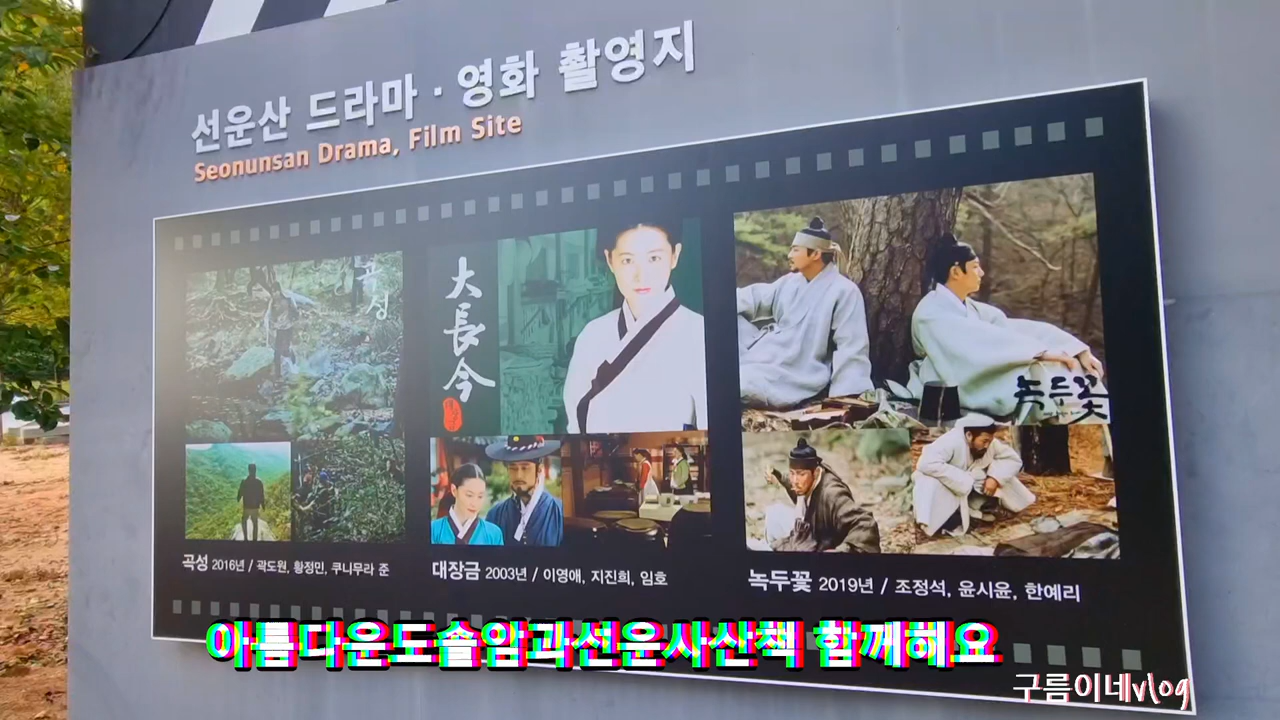 선운산 드라마 · 영화 촬영지
Seonunsan Drama, Film Site
곡성
大長今
녹두꽃
곡성 2016년 / 곽도원, 황정민, 쿠니무라 준
대장금 2003년 / 이영애, 지진희, 임호
녹두꽃 2019년 / 조정석, 윤시윤, 한예리
아름다운도솔암과선운사산책 함께해요
구름이네vlog